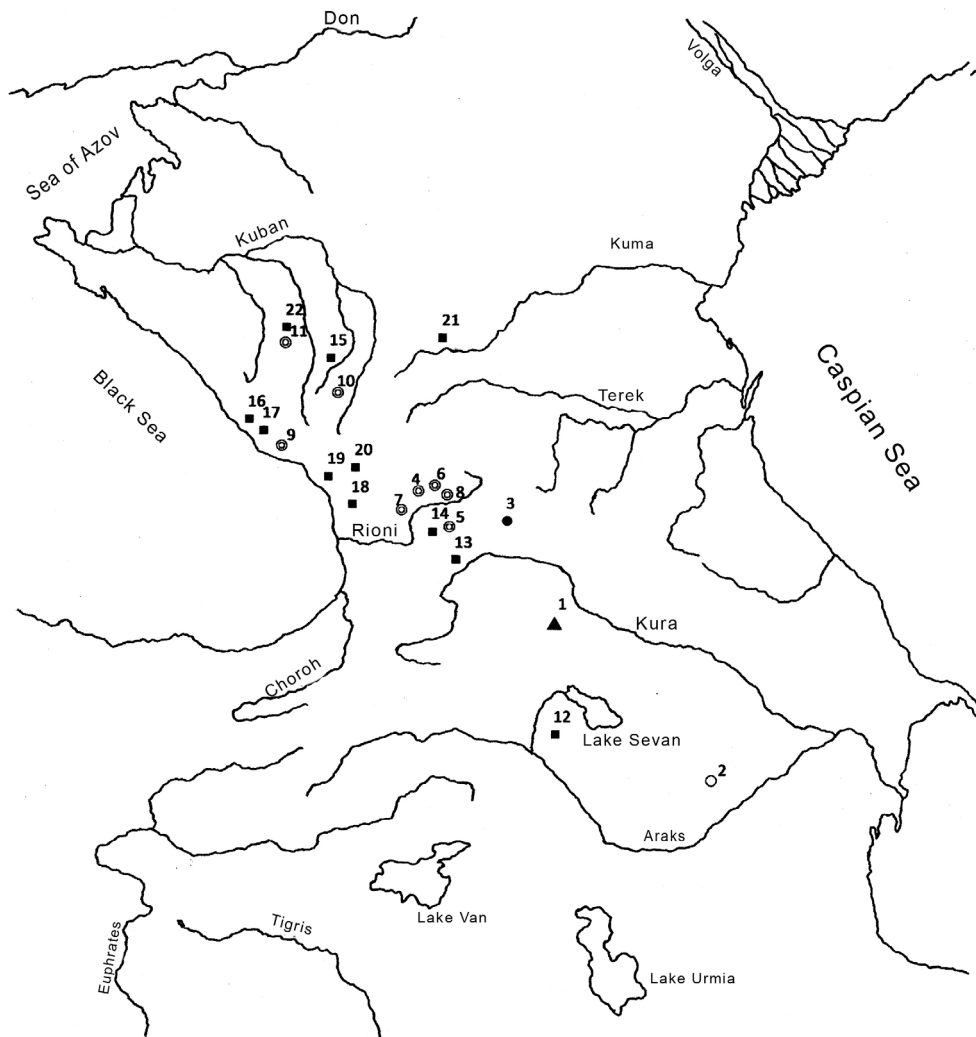 Don
Volga
Sea of Azov
Kuban
Kuma
22
11
15
21
10
Caspian Sea
Black Sea
Terek
16
17
9
20
19
4
6
8
18
7
3
Rioni
14
5
13
1
Kura
Choroh
12
Lake Sevan
2
Araks
Lake Van
Tigris
Euphrates
Lake Urmia